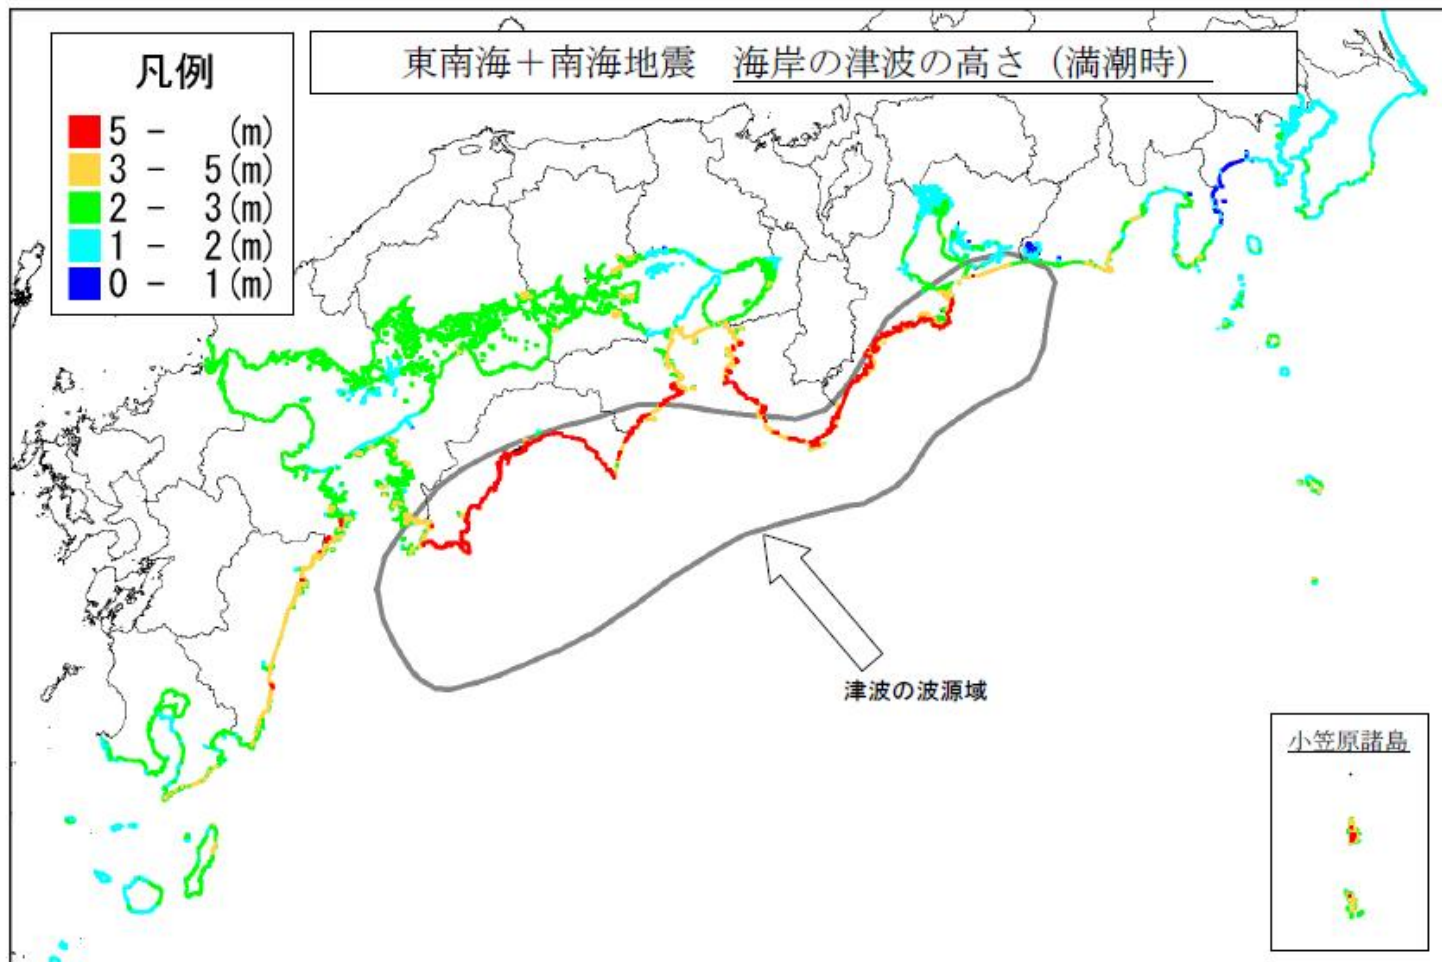 東南海+南海地震 海岸の津波の高さ(満潮時)
凡例
5 - (m)
3 - 5(m)
2 - 3(m)
1 - 2(m)
0 - 1(m)
津波の波源域
小笠原諸島